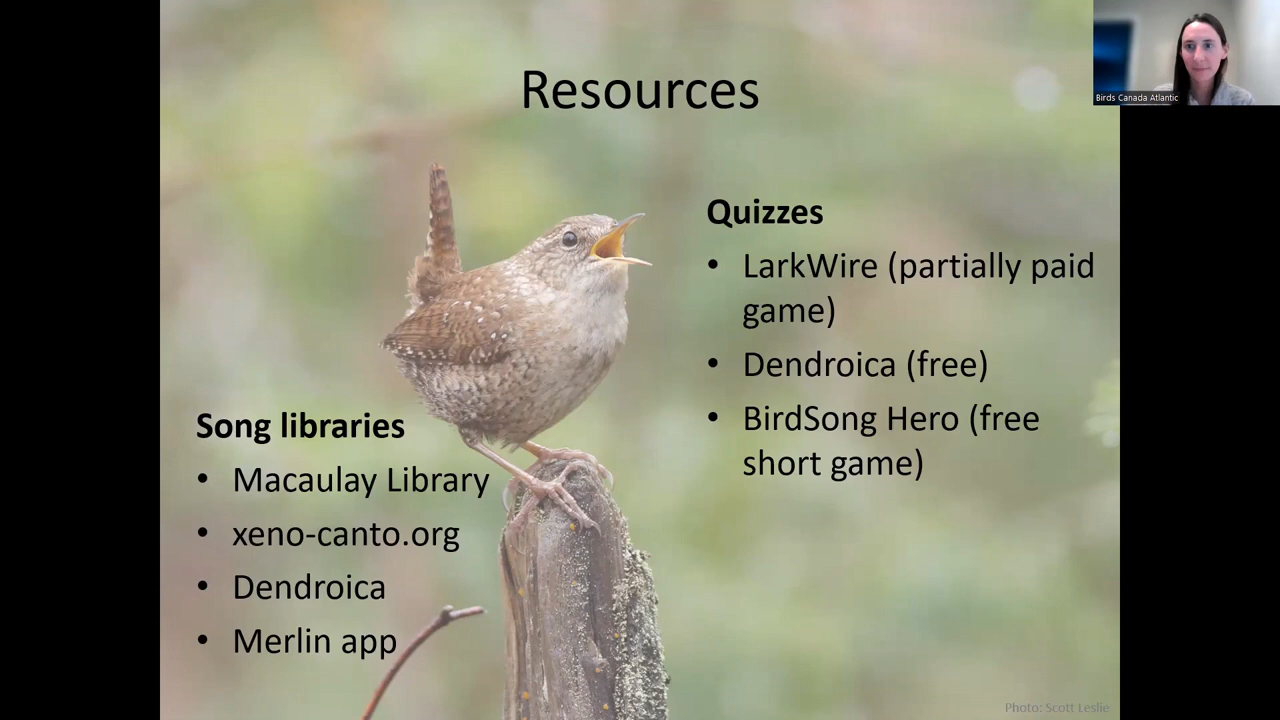 Resources
Birds Canada Atlantic
Quizzes
• LarkWire (partially paid
game)
• Dendroica (free)
• BirdSong Hero (free
short game)
Song libraries
• Macaulay Library
• xeno-canto.org
• Dendroica
• Merlin app
Photo: Scott Leslie